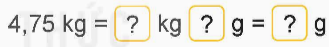 4,75 kg = ? kg ? g = ? g